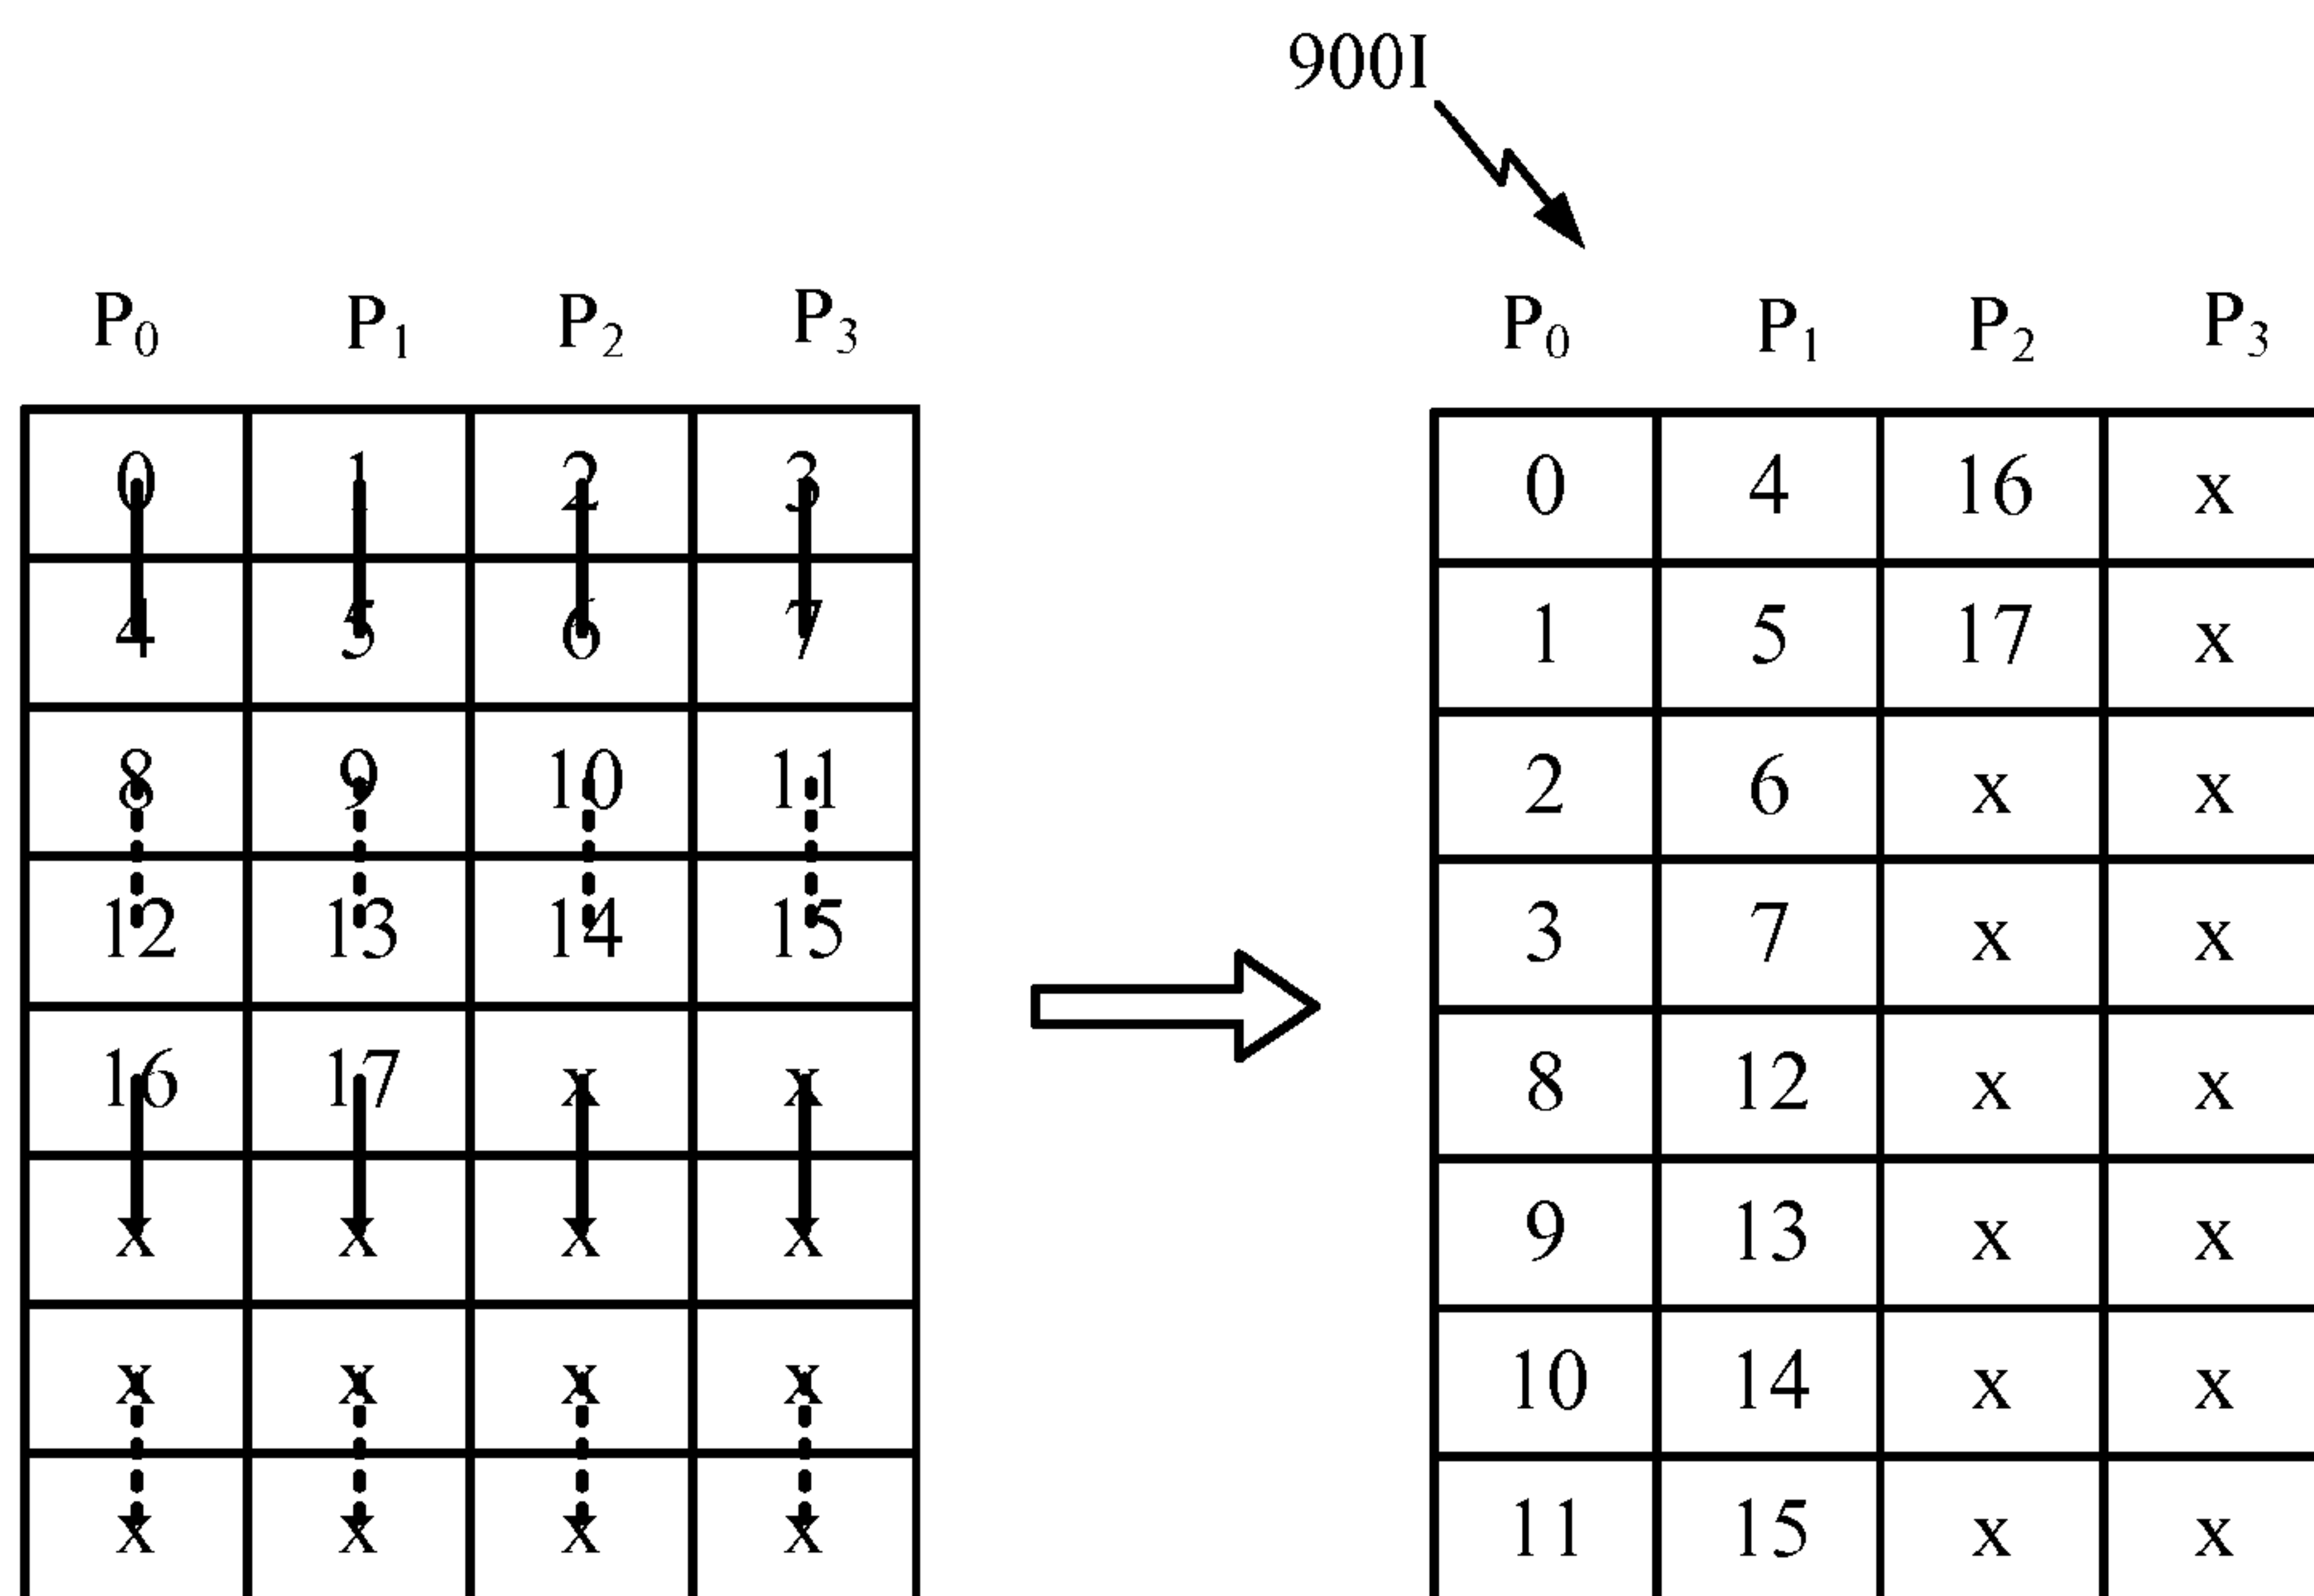 900I
P0 P1 P2 P3
0 1 2 3
4 5 6 7
8 9 10 11
12 13 14 15
16 17 x x
x x x x
x x x x
x x x x
P0 P1 P2 P3
0 4 16 x
1 5 17 x
2 6 x x
3 7 x x
8 12 x x
9 13 x x
10 14 x x
11 15 x x